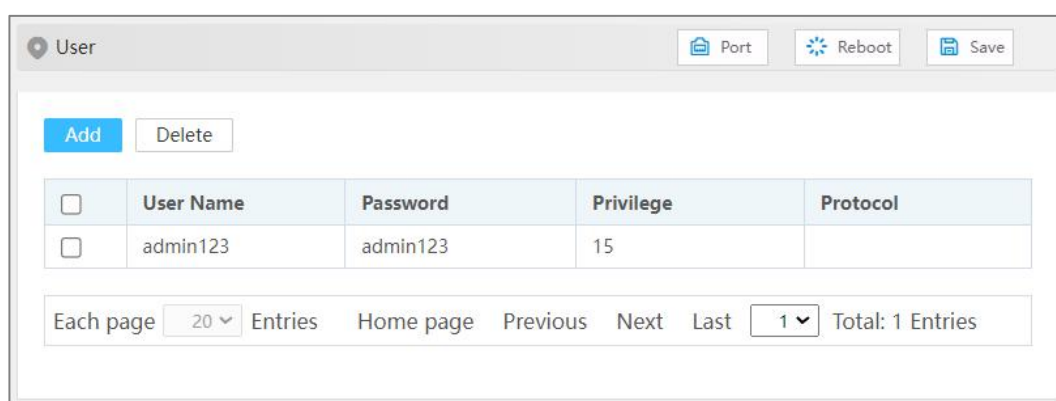 User Port Reboot Save
Add Delete
User Name Password Privilege Protocol
admin123 admin123 15
Each page 20 Entries Home page Previous Next Last 1 Total: 1 Entries